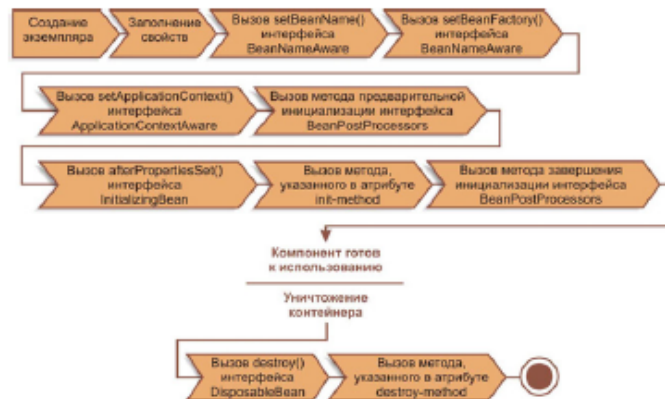 Создание
экземпляра
Заполнение
свойств
Вызов setBeanName()
интерфейса
BeanNameAware
Вызов setBeanFactory()
интерфейса
BeanNameAware
Вызов setApplicationContext()
интерфейса
ApplicationContextAware
Вызов метода предварительной
инициализации интерфейса
BeanPostProcessors
Вызов afterPropertiesSet()
интерфейса
InitializingBean
Вызов метода,
указанного в атрибуте
init-method
Вызов метода завершения
инициализации интерфейса
BeanPostProcessors
Компонент готов
к использованию
Уничтожение
контейнера
Вызов destroy()
интерфейса
DisposableBean
Вызов метода,
указанного в атрибуте
destroy-method